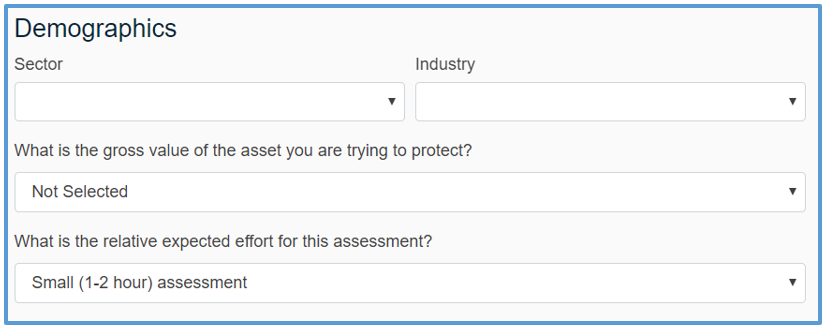 Demographics
Sector
Industry
What is the gross value of the asset you are trying to protect?
Not Selected
What is the relative expected effort for this assessment?
Small (1-2 hour) assessment